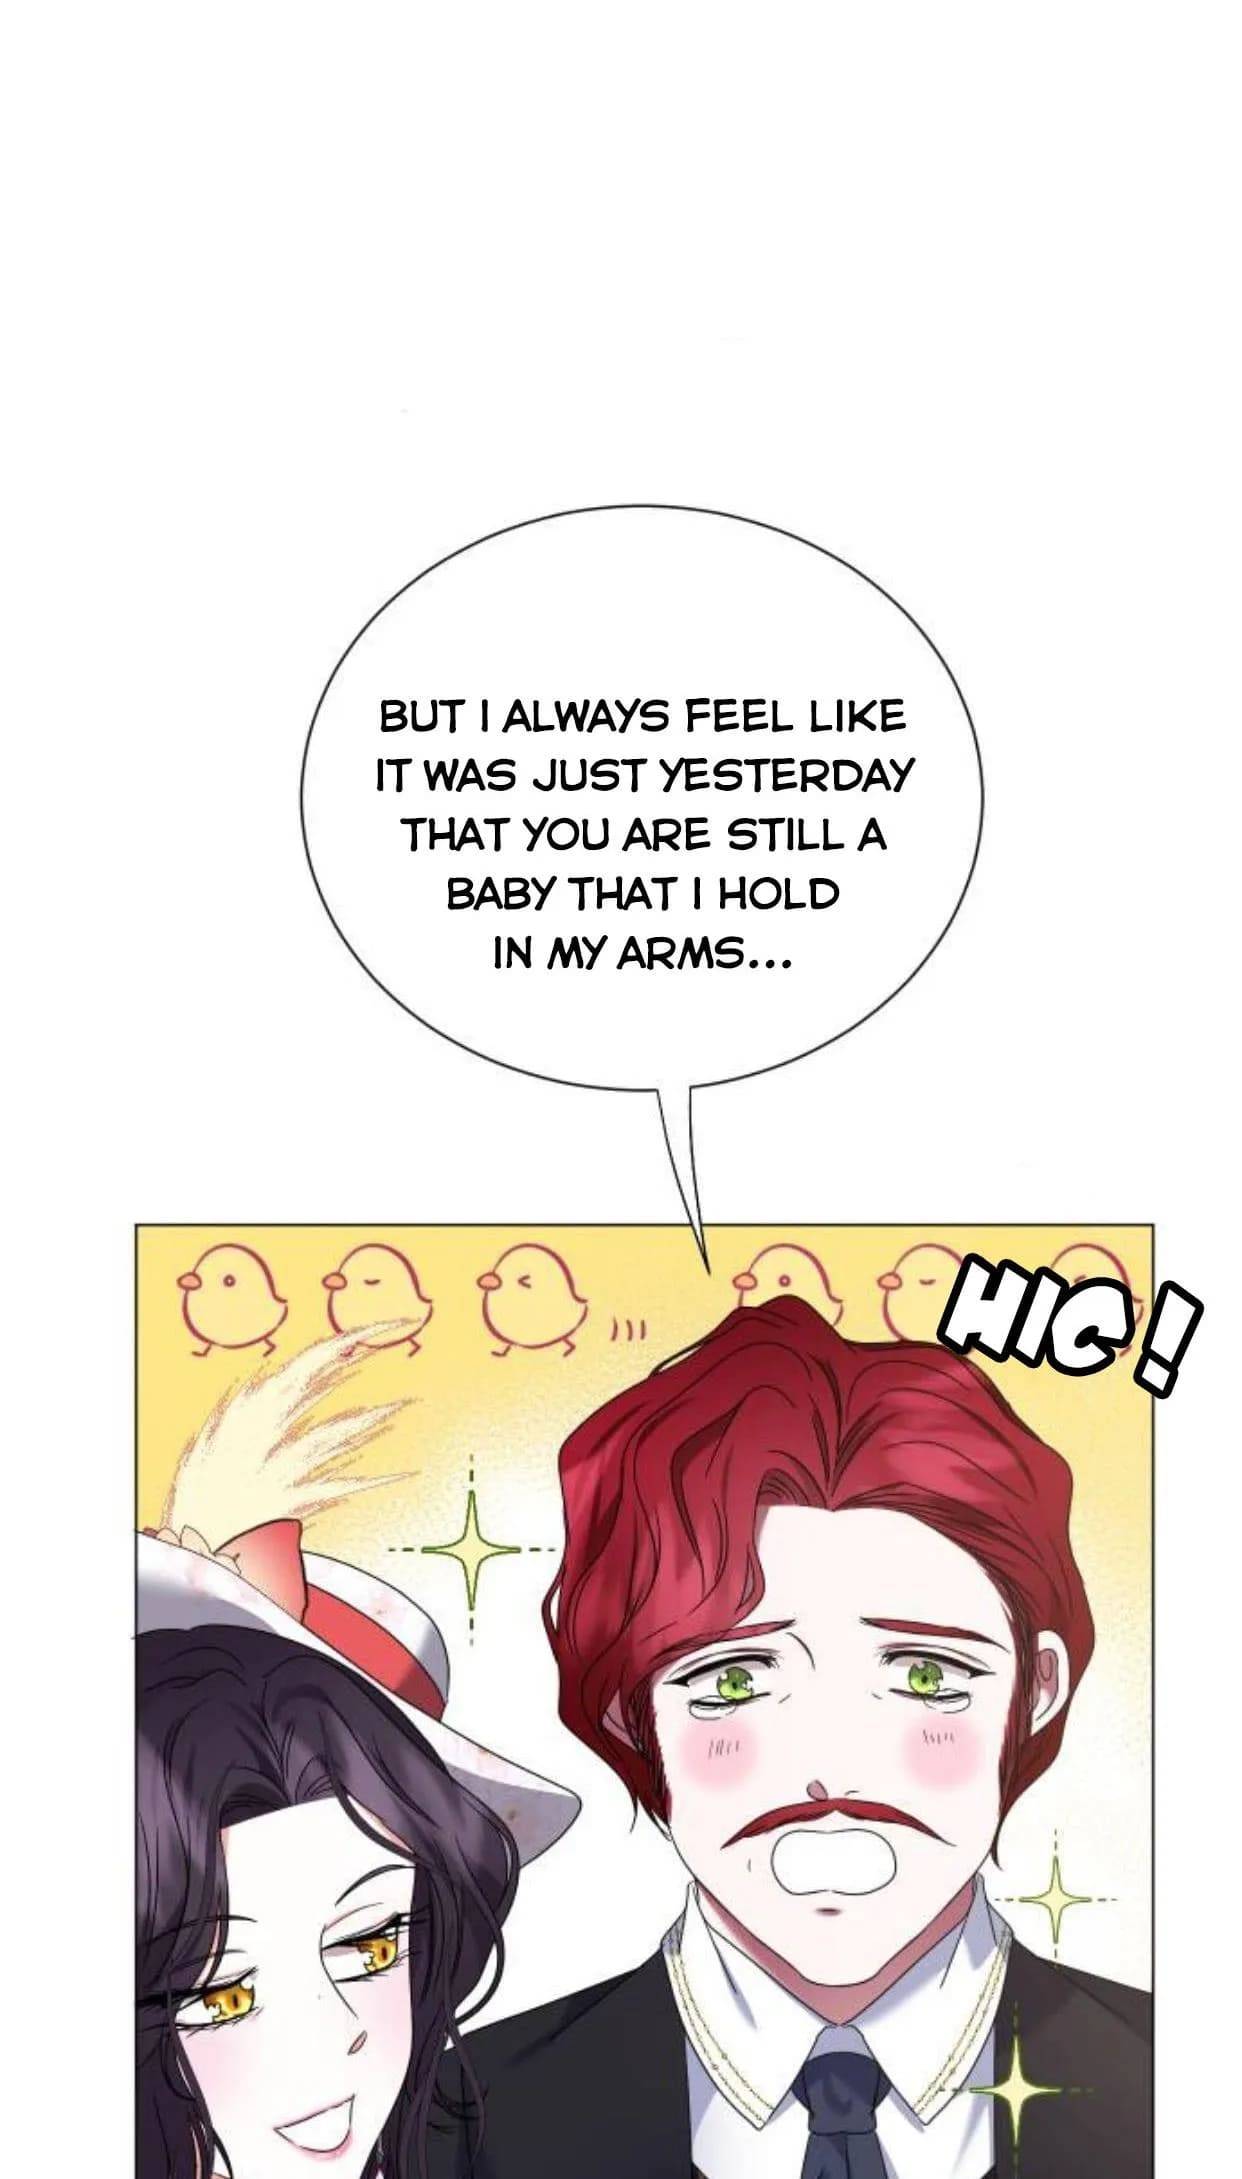 BUT I ALWAYS FEEL LIKE
IT WAS JUST YESTERDAY
THAT YOU ARE STILL A
BABY THAT I HOLD
IN MY ARMS...
HIC!